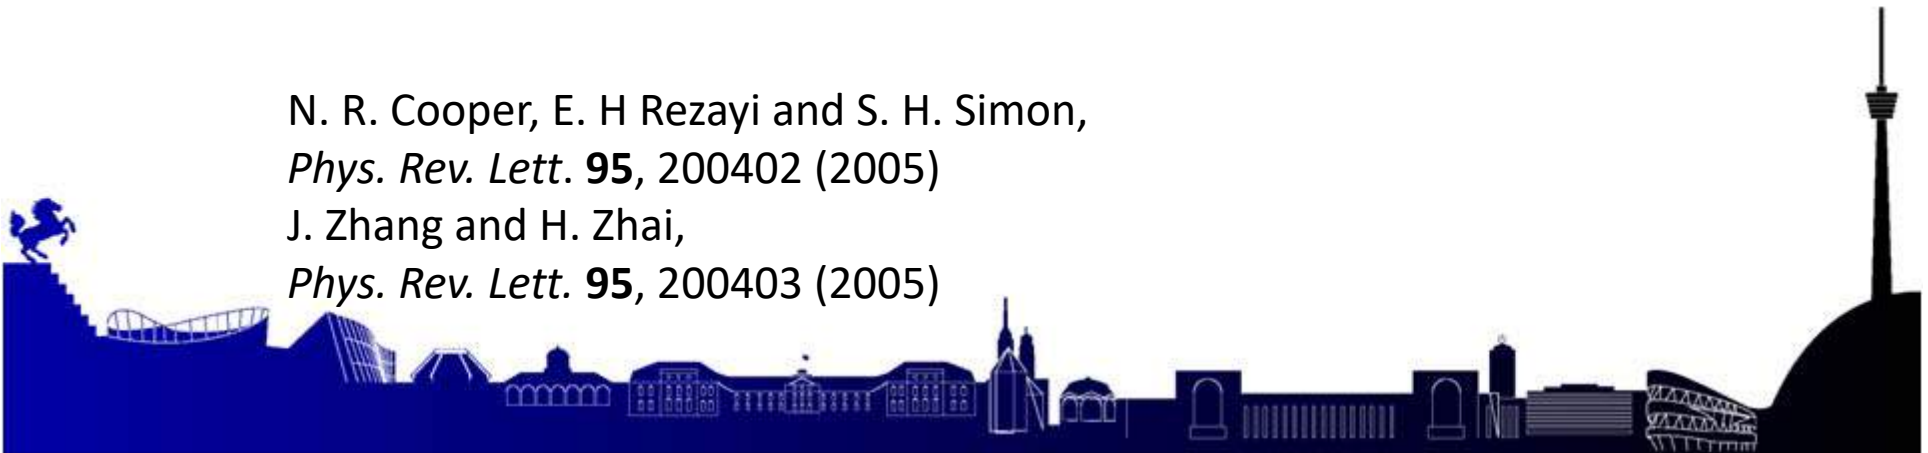 N. R. Cooper, E. H Rezayi and S. H. Simon,
Phys. Rev. Lett. 95, 200402 (2005)
J. Zhang and H. Zhai,
Phys. Rev. Lett. 95, 200403 (2005)